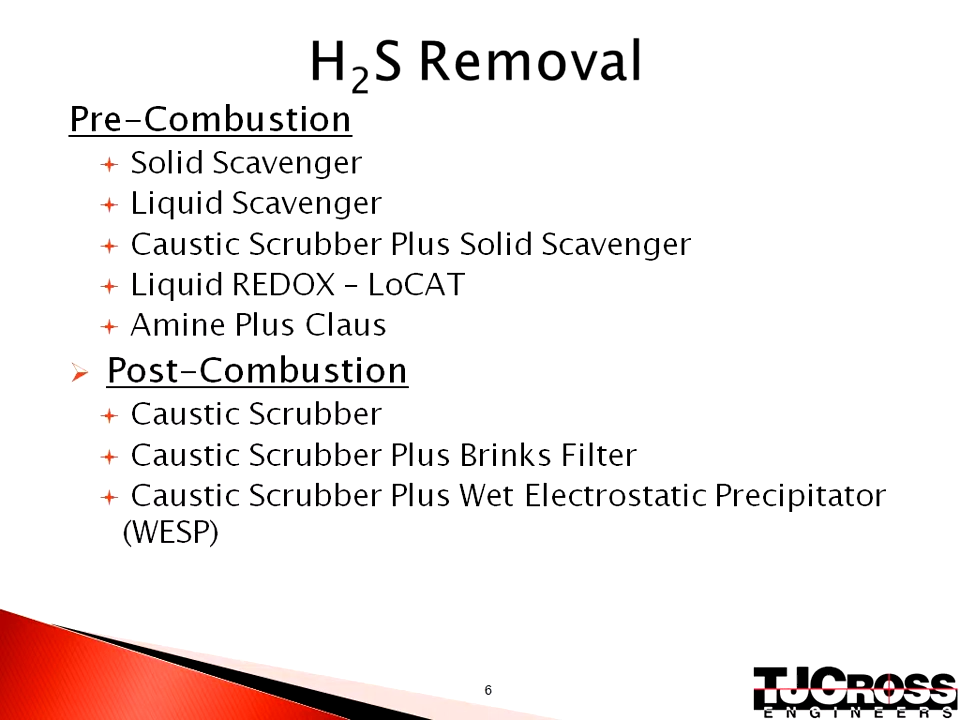 H₂S Removal
Pre-Combustion
Solid Scavenger
Liquid Scavenger
Caustic Scrubber Plus Solid Scavenger
Liquid REDOX – LoCAT
Amine Plus Claus
Post-Combustion
Caustic Scrubber
Caustic Scrubber Plus Brinks Filter
Caustic Scrubber Plus Wet Electrostatic Precipitator
(WESP)
6
TJCROSS
ENGINEERS